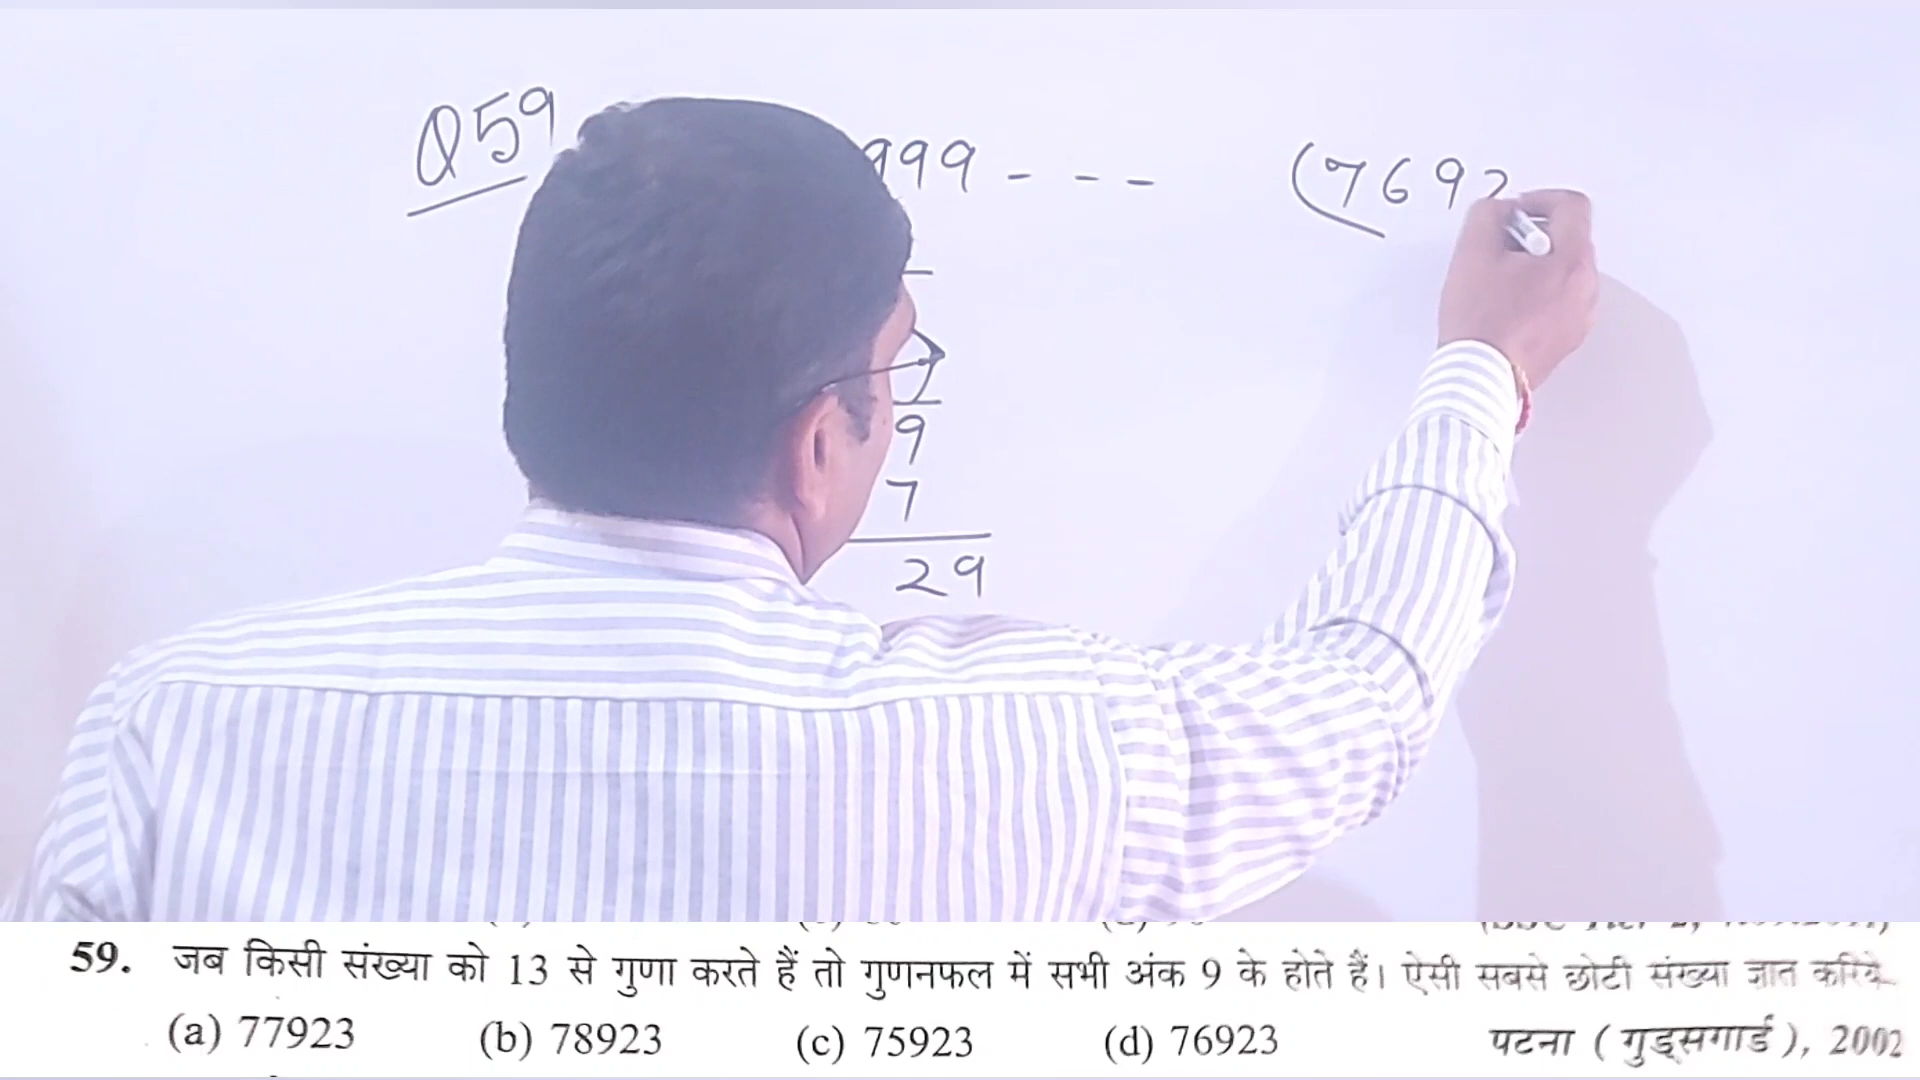 Q59 999 - - - (769
9
7
29
59. जब किसी संख्या को 13 से गुणा करते हैं तो गुणनफल में सभी अंक 9 के होते हैं। ऐसी सबसे छोटी संख्या ज्ञात करिये
(a) 77923 (b) 78923 (c) 75923 (d) 76923 पटना ( गुड्सगार्ड ), 2002